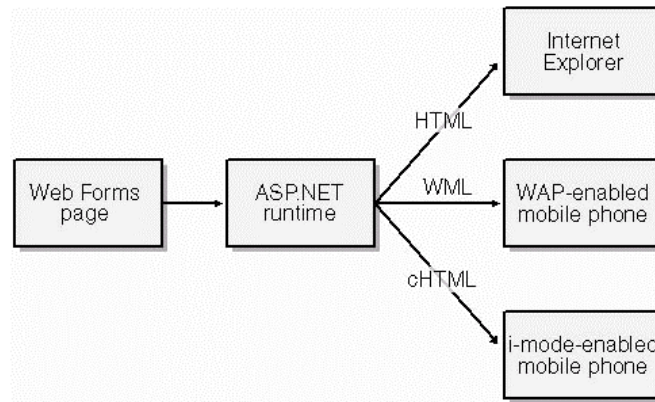 Internet
Explorer
HTML
Web Forms
page
ASP.NET
runtime
WML
WAP-enabled
mobile phone
cHTML
i-mode-enabled
mobile phone